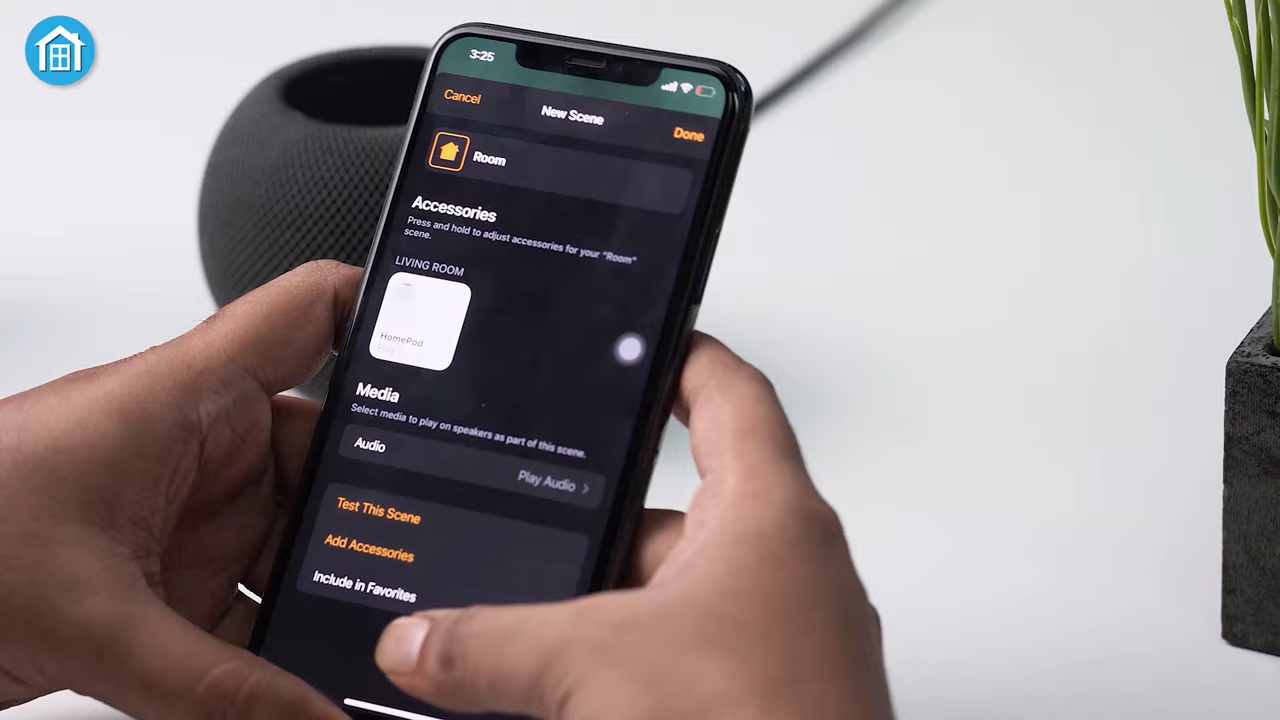 3:25
Cancel
New Scene
Done
Room
Accessories
Press and hold to adjust accessories for your "Room"
scene.
LIVING ROOM
HomePod
Media
Select media to play on speakers as part of this scene.
Audio
Play Audio
Test This Scene
Add Accessories
Include in Favorites